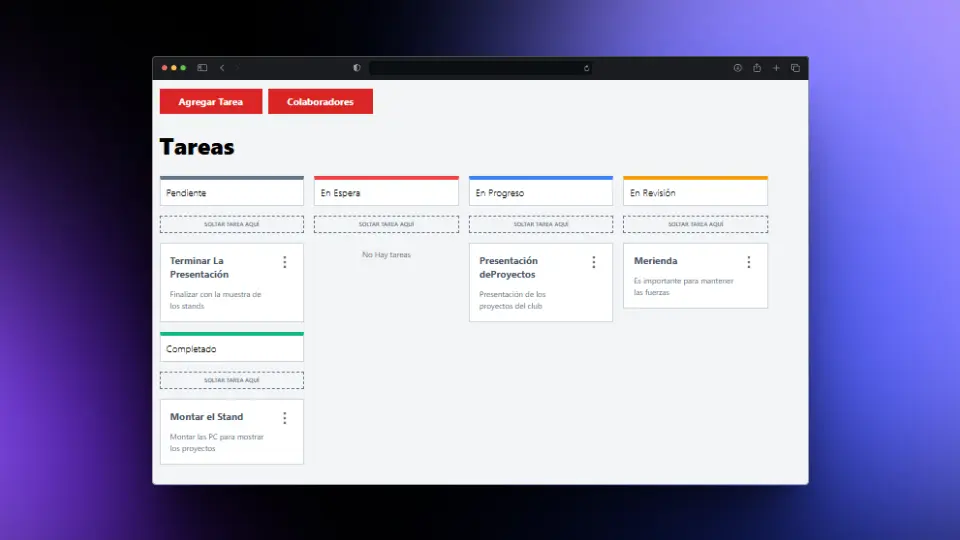 Agregar Tarea
Colaboradores
Tareas
Pendiente
En Espera
En Progreso
En Revisión
SOLTAR TAREA AQUÍ
SOLTAR TAREA AQUÍ
SOLTAR TAREA AQUÍ
SOLTAR TAREA AQUÍ
Terminar La
Presentación
Finalizar con la muestra de
los stands
No Hay tareas
Presentación
deProyectos
Presentación de los
proyectos del club
Merienda
Es importante para mantener
las fuerzas
Completado
SOLTAR TAREA AQUÍ
Montar el Stand
Montar las PC para mostrar
los proyectos